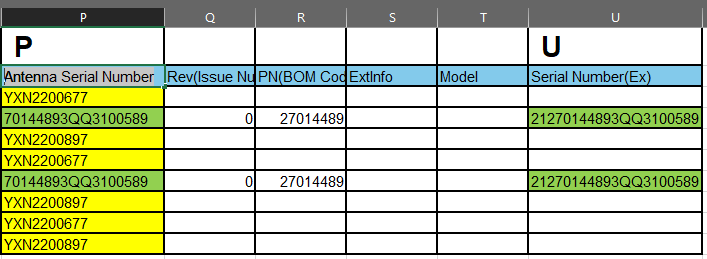 P Q R S T U
P U
Antenna Serial Number Rev(Issue Nu PN(BOM Cod ExtInfo Model Serial Number(Ex)
YXN2200677
70144893QQ3100589 0 27014489 21270144893QQ3100589
YXN2200897
YXN2200677
70144893QQ3100589 0 27014489 21270144893QQ3100589
YXN2200897
YXN2200677
YXN2200897